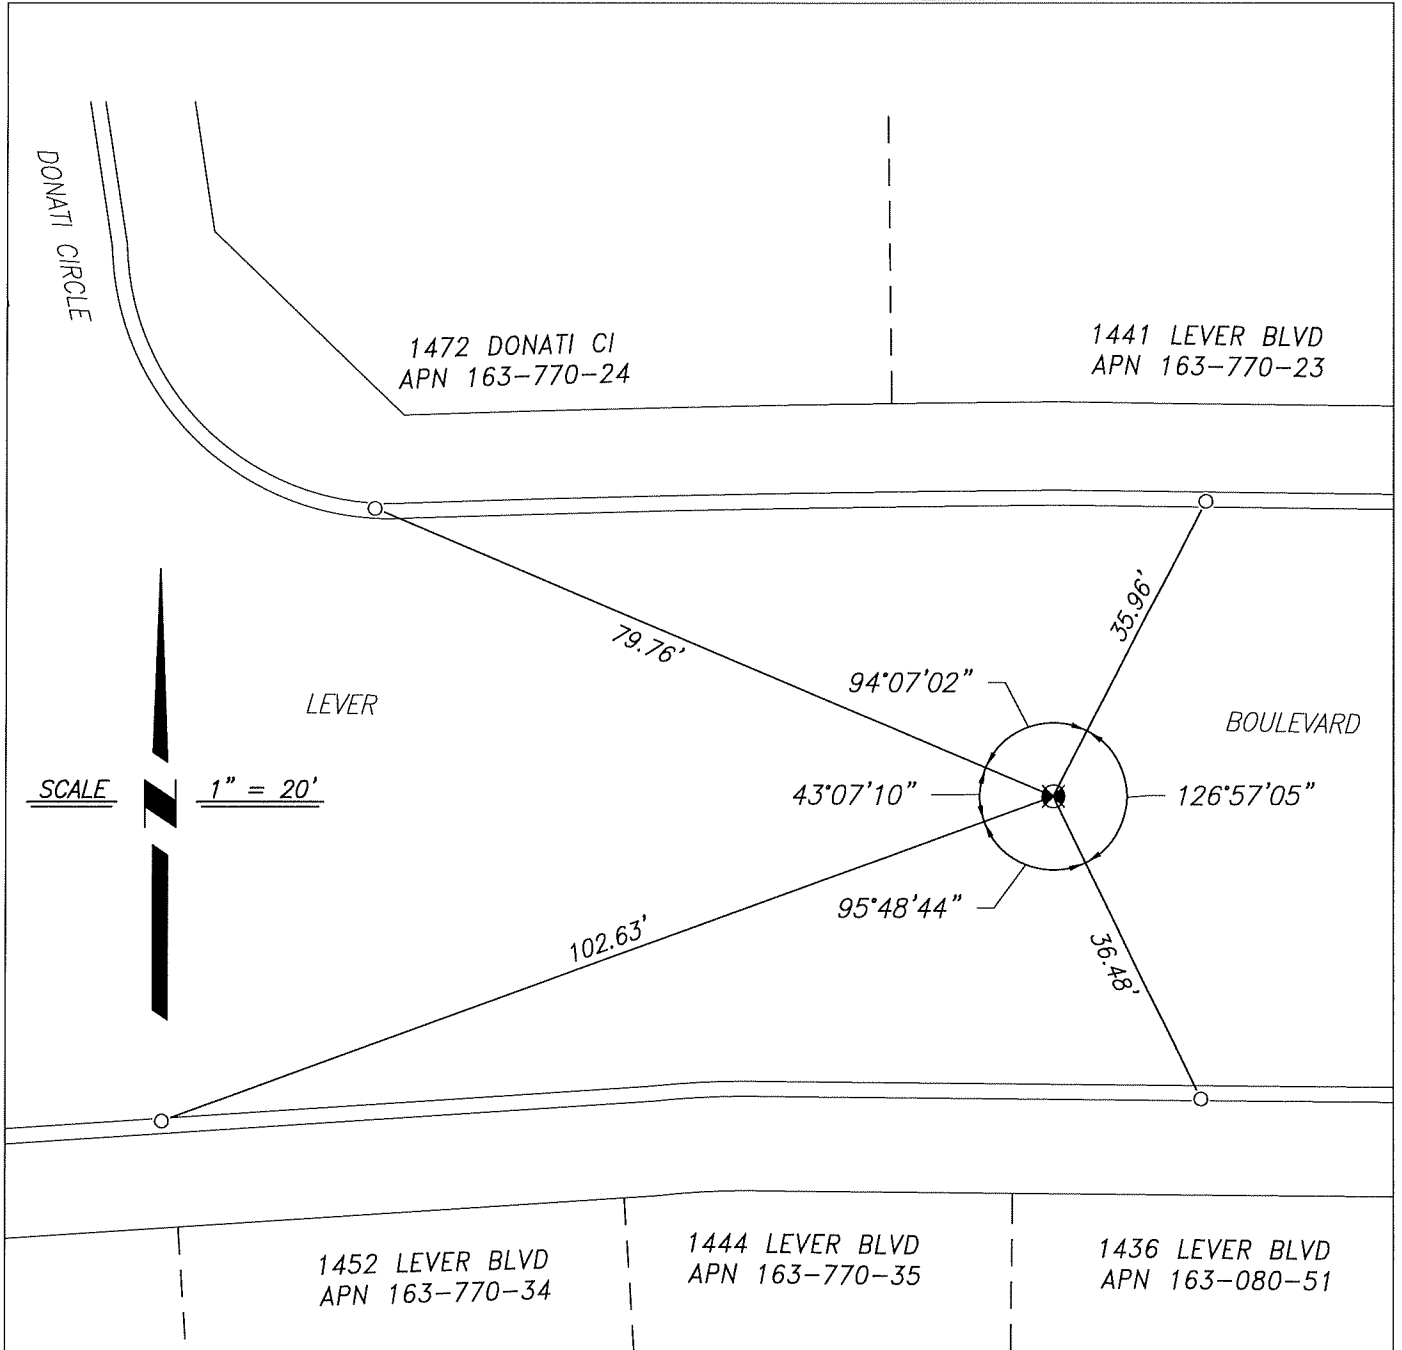 DONATI CIRCLE
1472 DONATI CI
APN 163-770-24
1441 LEVER BLVD
APN 163-770-23
79.76'
35.96'
94°07'02"
LEVER
BOULEVARD
SCALE 1" = 20'
43°07'10"
126°57'05"
95°48'44"
102.63'
36.48'
1452 LEVER BLVD
APN 163-770-34
1444 LEVER BLVD
APN 163-770-35
1436 LEVER BLVD
APN 163-080-51